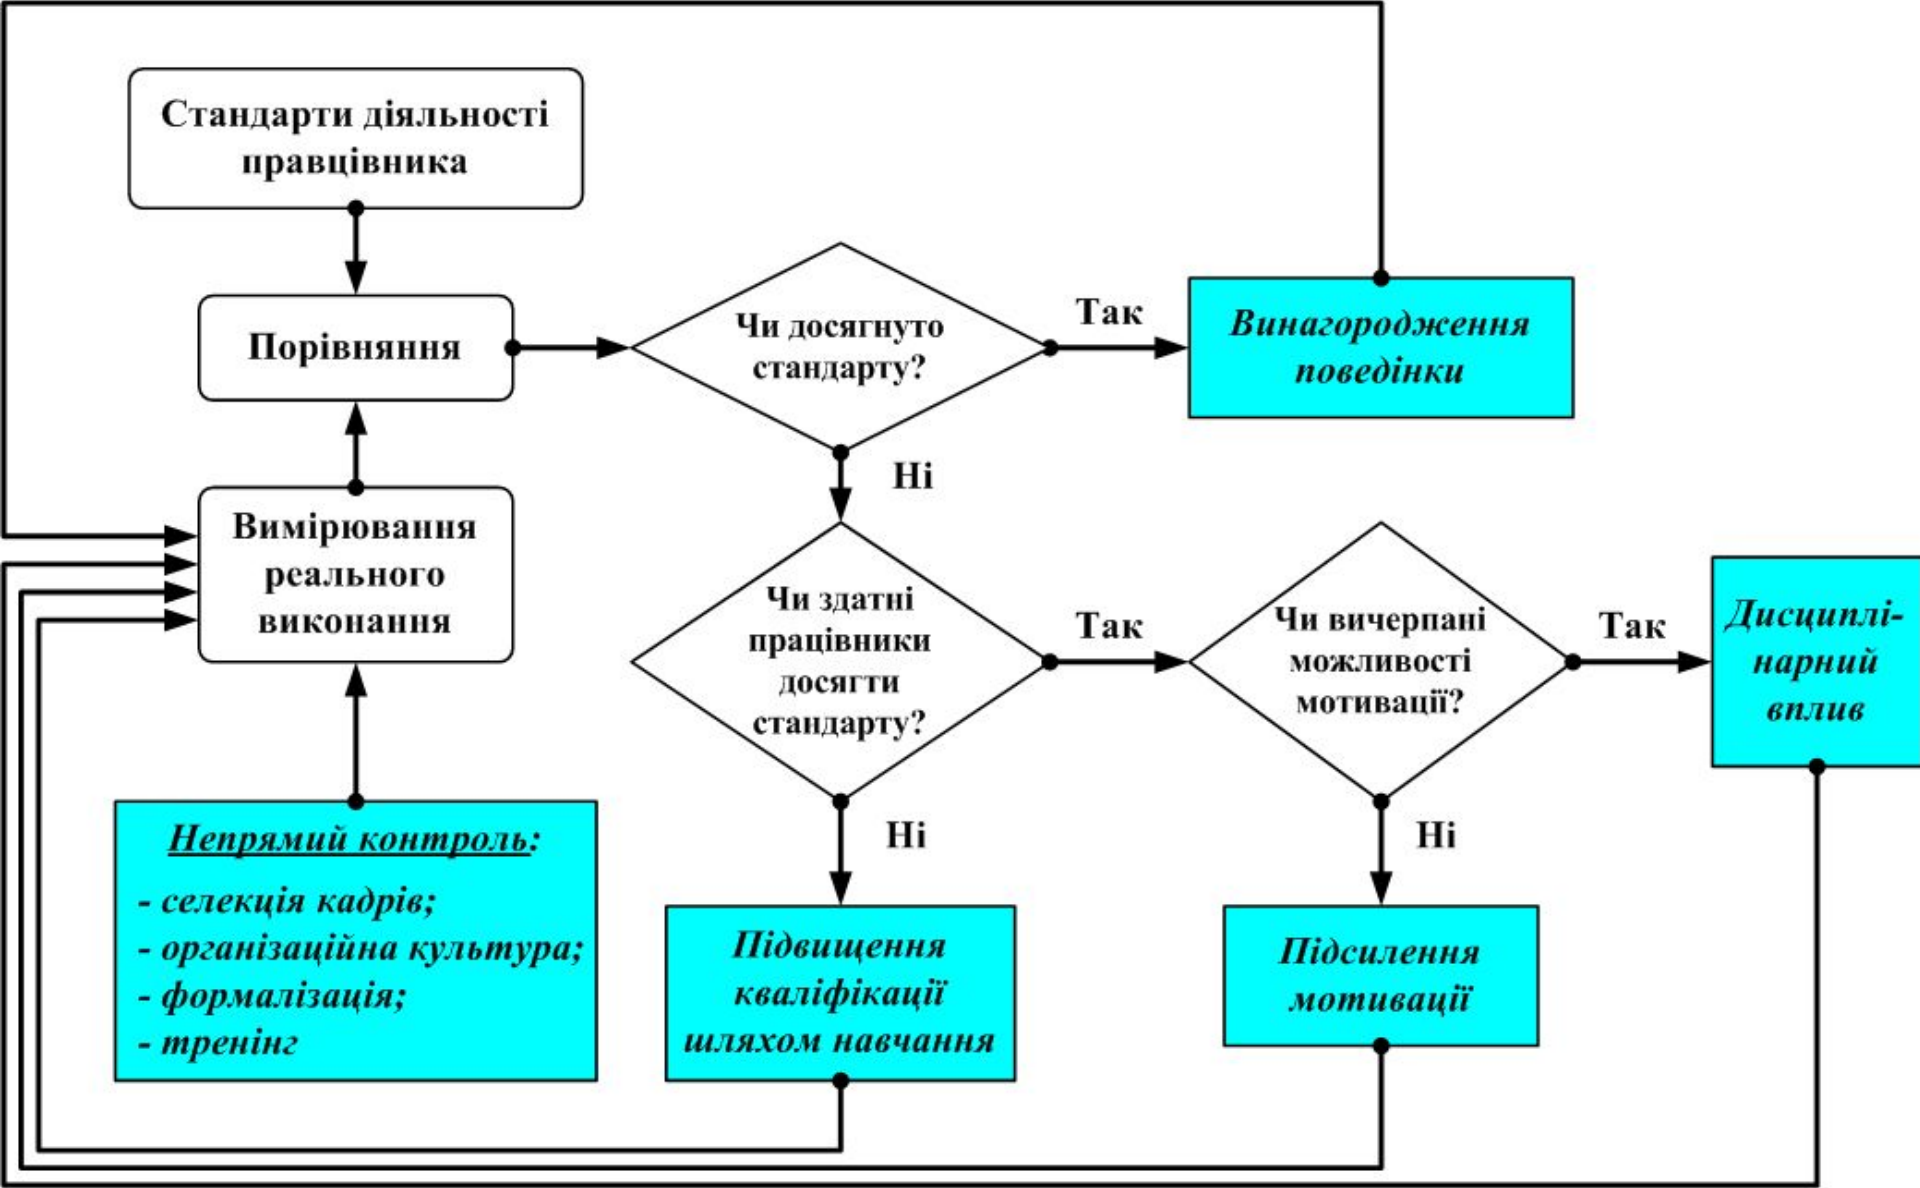 Стандарти діяльності
правцівника
Порівняння
Чи досягнуто
стандарту?
Так
Винагородження
поведінки
Ні
Вимірювання
реального
виконання
Чи здатні
працівники
досягти
стандарту?
Так
Чи вичерпані
можливості
мотивації?
Так
Дисциплі-
нарний
вплив
Ні
Ні
Непрямий контроль:
- селекція кадрів;
- організаційна культура;
- формалізація;
- тренінг
Підвищення
кваліфікації
шляхом навчання
Підсилення
мотивації